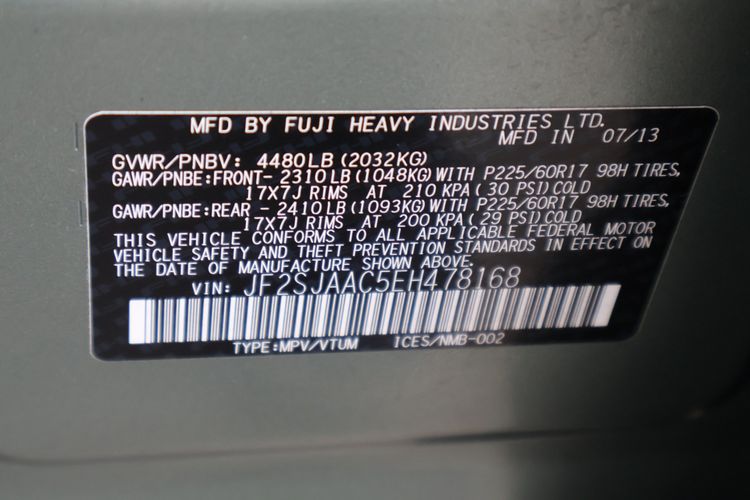 MFD BY FUJI HEAVY INDUSTRIES LTD.
MFD IN 07/13
GVWR/PNBV: 4480LB (2032KG)
GAWR/PNBE:FRONT- 2310LB (1048KG) WITH P225/60R17 98H TIRES,
17X7J RIMS AT 210 KPA ( 30 PSI) COLD
GAWR/PNBE:REAR - 2410LB (1093KG) WITH P225/60R17 98H TIRES,
17X7J RIMS AT 200 KPA ( 29 PSI) COLD
THIS VEHICLE CONFORMS TO ALL APPLICABLE FEDERAL MOTOR
VEHICLE SAFETY AND THEFT PREVENTION STANDARDS IN EFFECT ON
THE DATE OF MANUFACTURE SHOWN ABOVE.
VIN: JF2SJAAC5EH478168
TYPE:MPV/VTUM ICES/NMB-002